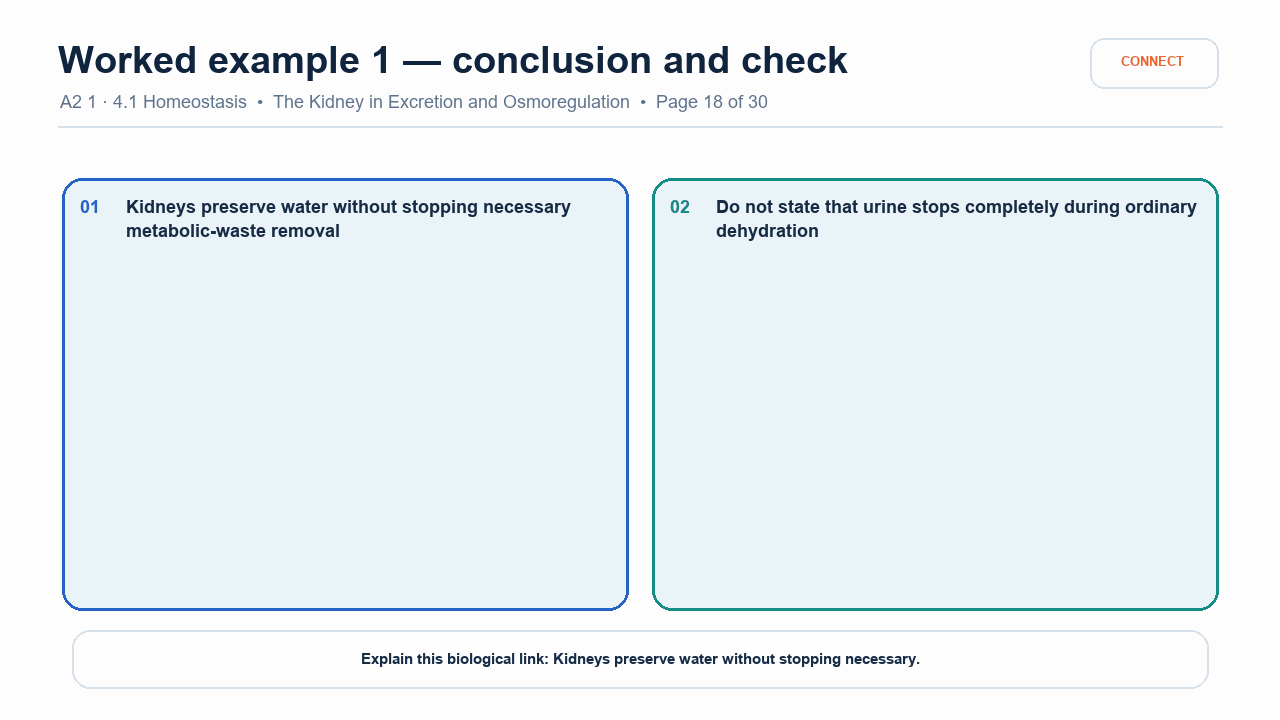 Worked example 1 — conclusion and check
CONNECT
A2 1 · 4.1 Homeostasis • The Kidney in Excretion and Osmoregulation • Page 18 of 30
01 Kidneys preserve water without stopping necessary
metabolic-waste removal
02 Do not state that urine stops completely during ordinary
dehydration
Explain this biological link: Kidneys preserve water without stopping necessary.